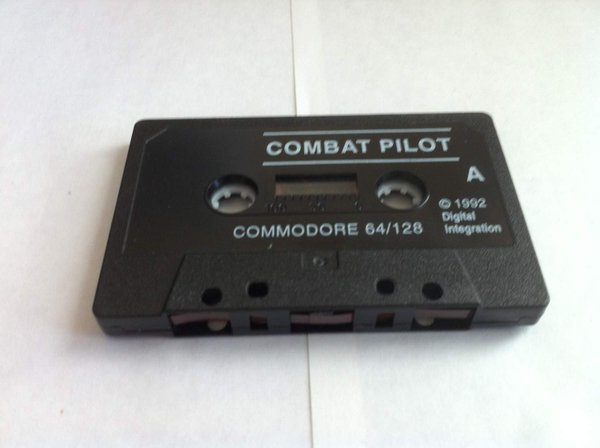 COMBAT PILOT
A
© 1992
Digital
Integration
COMMODORE 64/128